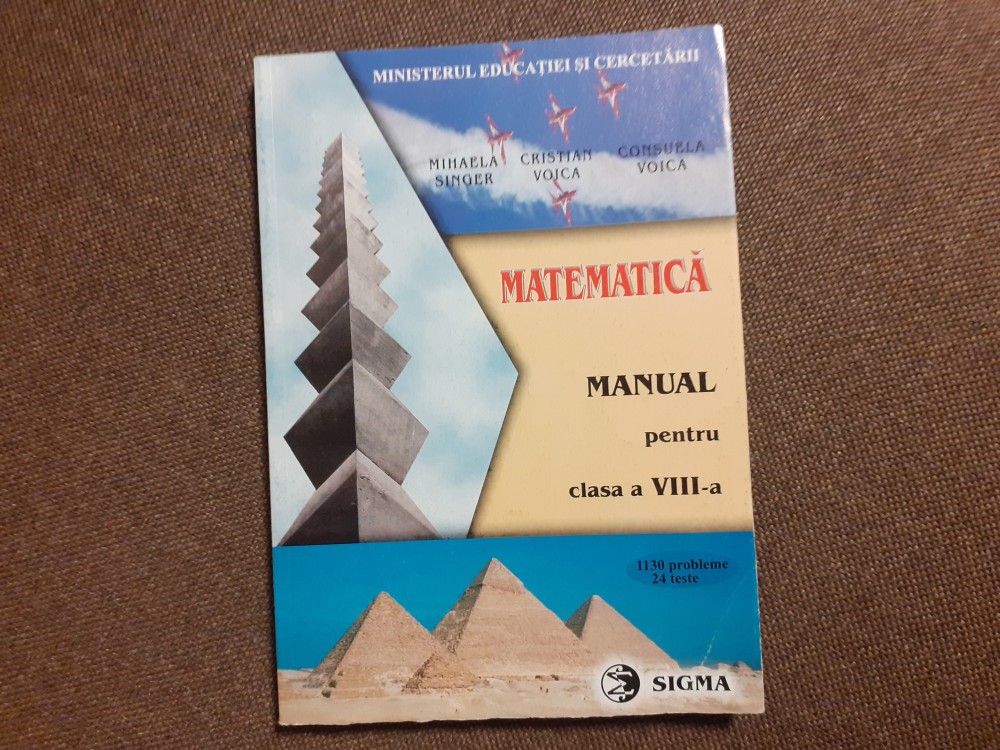 MINISTERUL EDUCAȚIEI ȘI CERCETĂRII
MIHAELA SINGER
CRISTIAN VOICA
CONSUELA VOICA
MATEMATICĂ
MANUAL
pentru
clasa a VIII-a
1130 probleme
24 teste
SIGMA